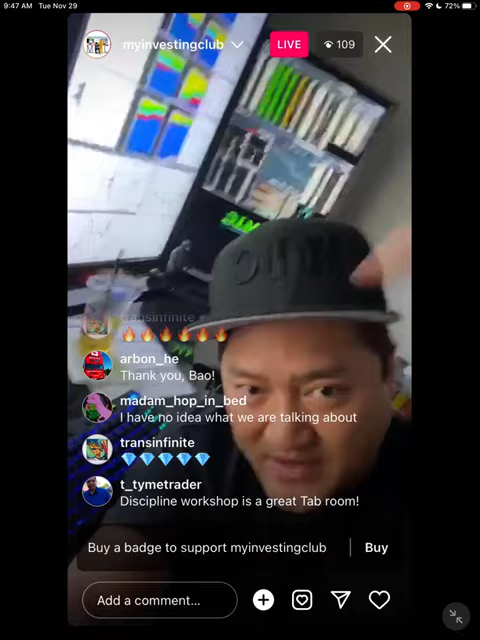 9:47 AM Tue Nov 29
72%
myinvestingclub
LIVE
109
transinfinite
🔥🔥🔥🔥🔥🔥
arbon_he
Thank you, Bao!
madam_hop_in_bed
I have no idea what we are talking about
transinfinite
💎💎💎💎💎
t_tymetrader
Discipline workshop is a great Tab room!
Buy a badge to support myinvestingclub
Buy
Add a comment...